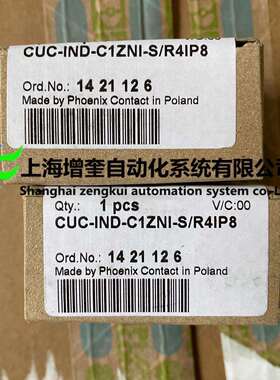 CUC-IND-C1ZNI-S/R4IP8
Ord.No.: 14 21 12 6
Made by Phoenix Contact in Poland
上海增奎自动化系统有限公司
Shanghai zengkui automation system co-Ltd
Qty.: 1 pcs V/C:00
CUC-IND-C1ZNI-S/R4IP8
Ord.No.: 14 21 12 6
Made by Phoenix Contact in Poland